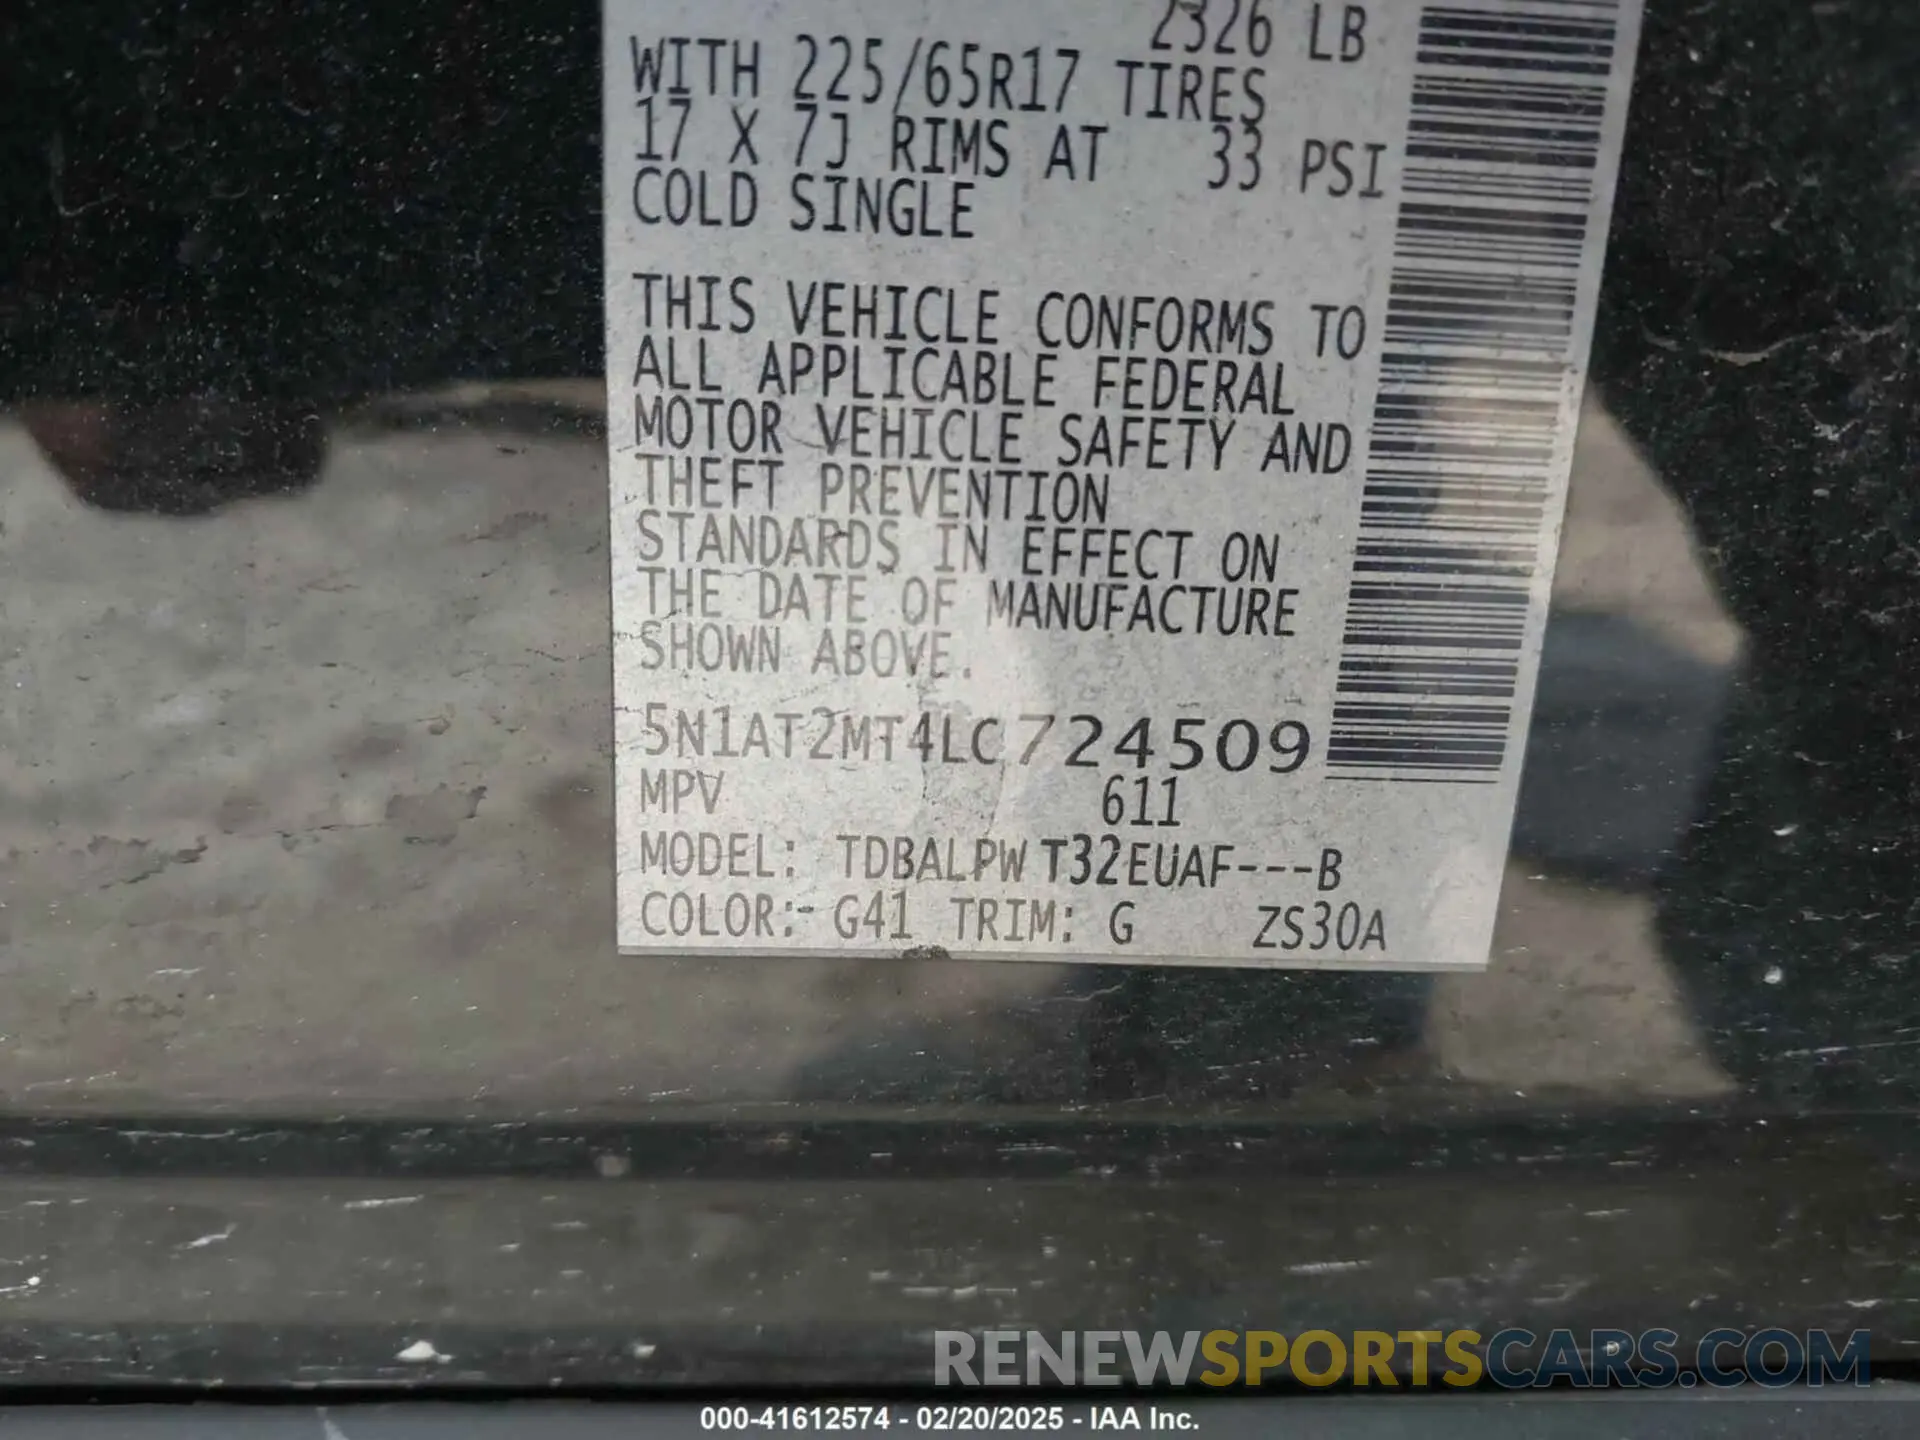 2326 LB
WITH 225/65R17 TIRES
17 X 7J RIMS AT 33 PSI
COLD SINGLE
THIS VEHICLE CONFORMS TO
ALL APPLICABLE FEDERAL
MOTOR VEHICLE SAFETY AND
THEFT PREVENTION
STANDARDS IN EFFECT ON
THE DATE OF MANUFACTURE
SHOWN ABOVE.
5N1AT2MT4LC724509
MPV 611
MODEL: TDBALPW T32EUAF---B
COLOR: G41 TRIM: G ZS30A
RENEWSPORTSCARS.COM
000-41612574 - 02/20/2025 - IAA Inc.